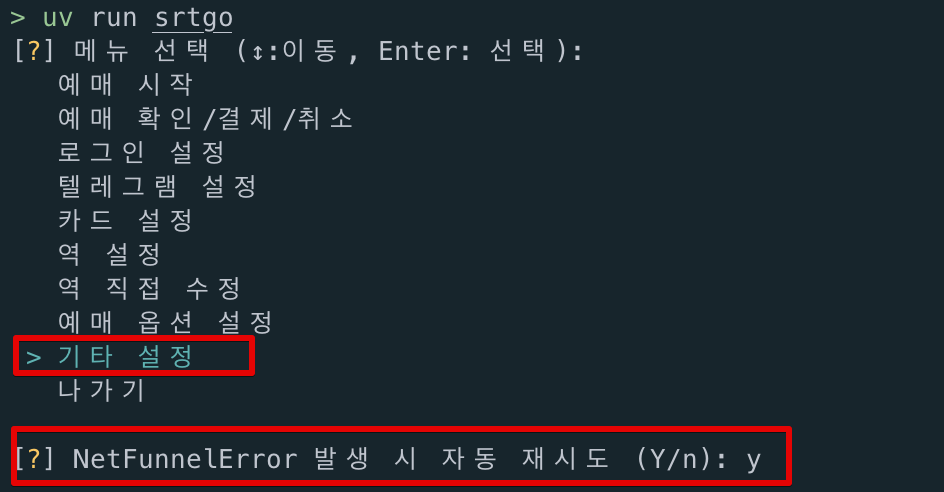 > uv run srtgo
[?] 메뉴 선택 (↕:이동, Enter: 선택):
예매 시작
예매 확인/결제/취소
로그인 설정
텔레그램 설정
카드 설정
역 설정
역 직접 수정
예매 옵션 설정
> 기타 설정
나가기
[?] NetFunnelError 발생 시 자동 재시도 (Y/n): y